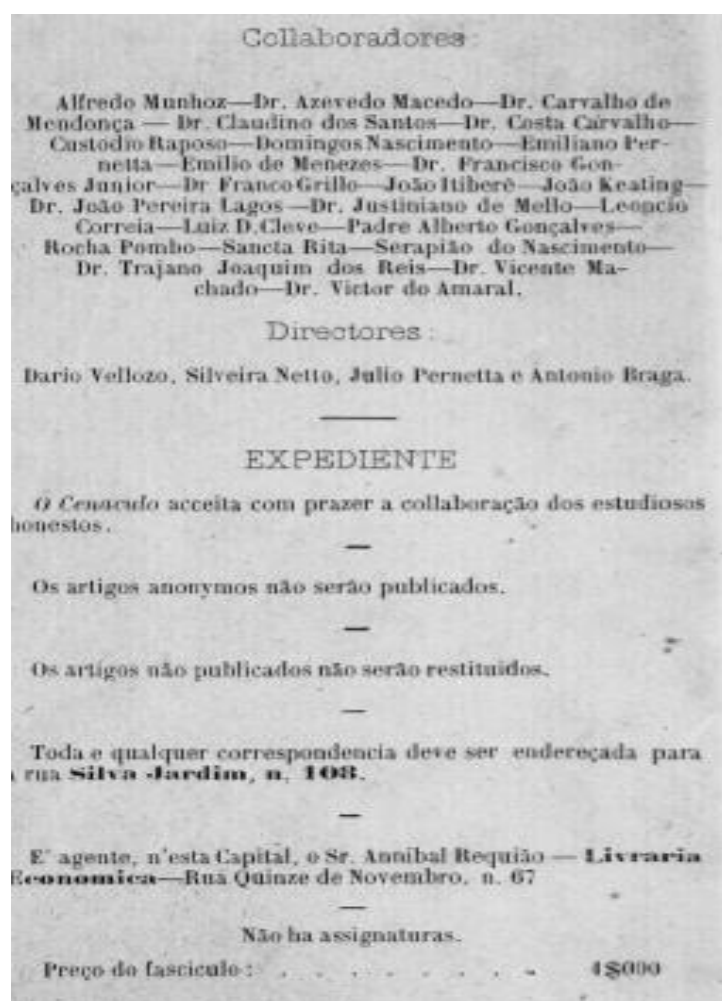 Collaboradores:
Alfredo Munhoz—Dr. Azevedo Macedo—Dr. Carvalho de
Mendonça — Dr. Claudino dos Santos—Dr. Costa Carvalho—
Custodio Raposo—Domingos Nascimento—Emiliano Per-
netta—Emilio de Menezes—Dr. Francisco Gon-
çalves Junior—Dr Franco Grillo—João Itiberê—João Keating—
Dr. João Pereira Lagos—Dr. Justiniano de Mello—Leoncio
Correia—Luiz D. Cleve—Padre Alberto Gonçalves—
Rocha Pombo—Sancta Rita—Serapião do Nascimento—
Dr. Trajano Joaquim dos Reis—Dr. Vicente Ma-
chado—Dr. Victor do Amaral.
Directores:
Dario Vellozo, Silveira Netto, Julio Pernetta e Antonio Braga.
EXPEDIENTE
O Cenaculo acceita com prazer a collaboração dos estudiosos
honestos.
—
Os artigos anonymos não serão publicados.
—
Os artigos não publicados não serão restituidos.
—
Toda e qualquer correspondencia deve ser endereçada para
a rua Silva Jardim, n. 108.
—
E' agente, n'esta Capital, o Sr. Annibal Requião — Livraria
Economica—Rua Quinze de Novembro, n. 67
—
Não ha assignaturas.
Preço do fasciculo: . . . . . . . . 1$000